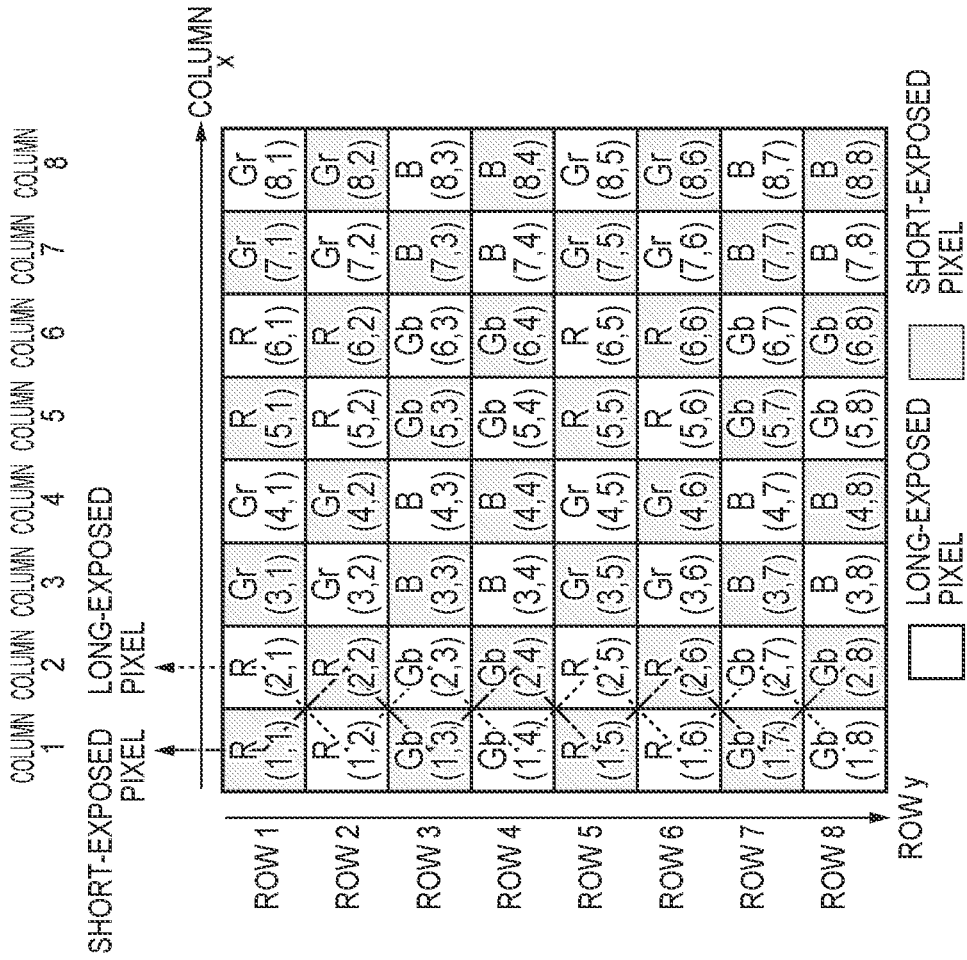 COLUMN COLUMN COLUMN COLUMN COLUMN COLUMN COLUMN COLUMN
1 2 3 4 5 6 7 8
SHORT-EXPOSED
PIXEL
LONG-EXPOSED
PIXEL
COLUMN
x
ROW 1
R R Gr Gr R R Gr Gr
(1,1) (2,1) (3,1) (4,1) (5,1) (6,1) (7,1) (8,1)
ROW 2
R R Gr Gr R R Gr Gr
(1,2) (2,2) (3,2) (4,2) (5,2) (6,2) (7,2) (8,2)
ROW 3
Gb Gb B B Gb Gb B B
(1,3) (2,3) (3,3) (4,3) (5,3) (6,3) (7,3) (8,3)
ROW 4
Gb Gb B B Gb Gb B B
(1,4) (2,4) (3,4) (4,4) (5,4) (6,4) (7,4) (8,4)
ROW 5
R R Gr Gr R R Gr Gr
(1,5) (2,5) (3,5) (4,5) (5,5) (6,5) (7,5) (8,5)
ROW 6
R R Gr Gr R R Gr Gr
(1,6) (2,6) (3,6) (4,6) (5,6) (6,6) (7,6) (8,6)
ROW 7
Gb Gb B B Gb Gb B B
(1,7) (2,7) (3,7) (4,7) (5,7) (6,7) (7,7) (8,7)
ROW 8
Gb Gb B B Gb Gb B B
(1,8) (2,8) (3,8) (4,8) (5,8) (6,8) (7,8) (8,8)
ROW y
LONG-EXPOSED
PIXEL
SHORT-EXPOSED
PIXEL